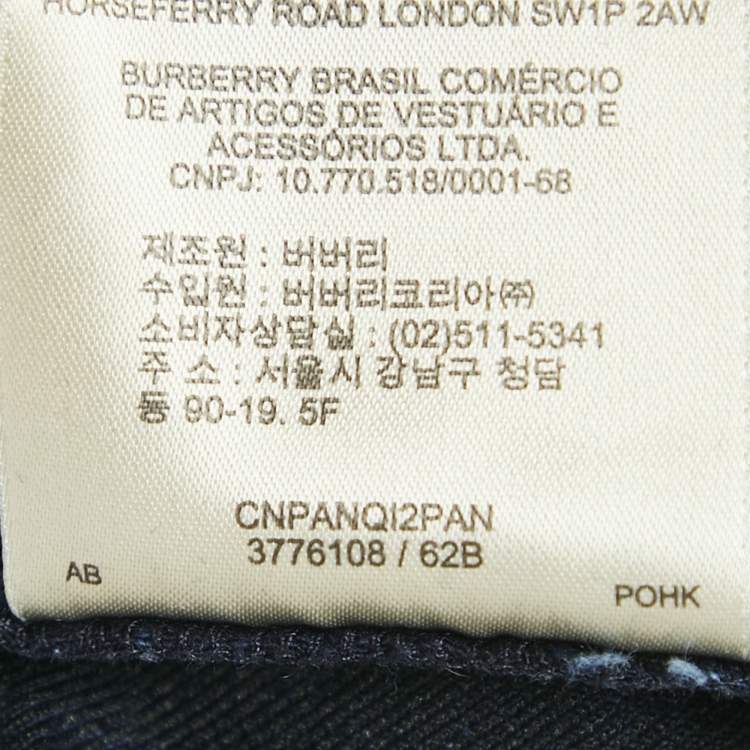 HORSEFERRY ROAD LONDON SW1P 2AW
BURBERRY BRASIL COMÉRCIO
DE ARTIGOS DE VESTUÁRIO E
ACESSÓRIOS LTDA.
CNPJ: 10.770.518/0001-68
제조원 : 버버리
수입원 : 버버리코리아㈜
소비자상담실 : (02)511-5341
주 소 : 서울시 강남구 청담
동 90-19. 5F
CNPANQI2PAN
3776108 / 62B
AB
POHK